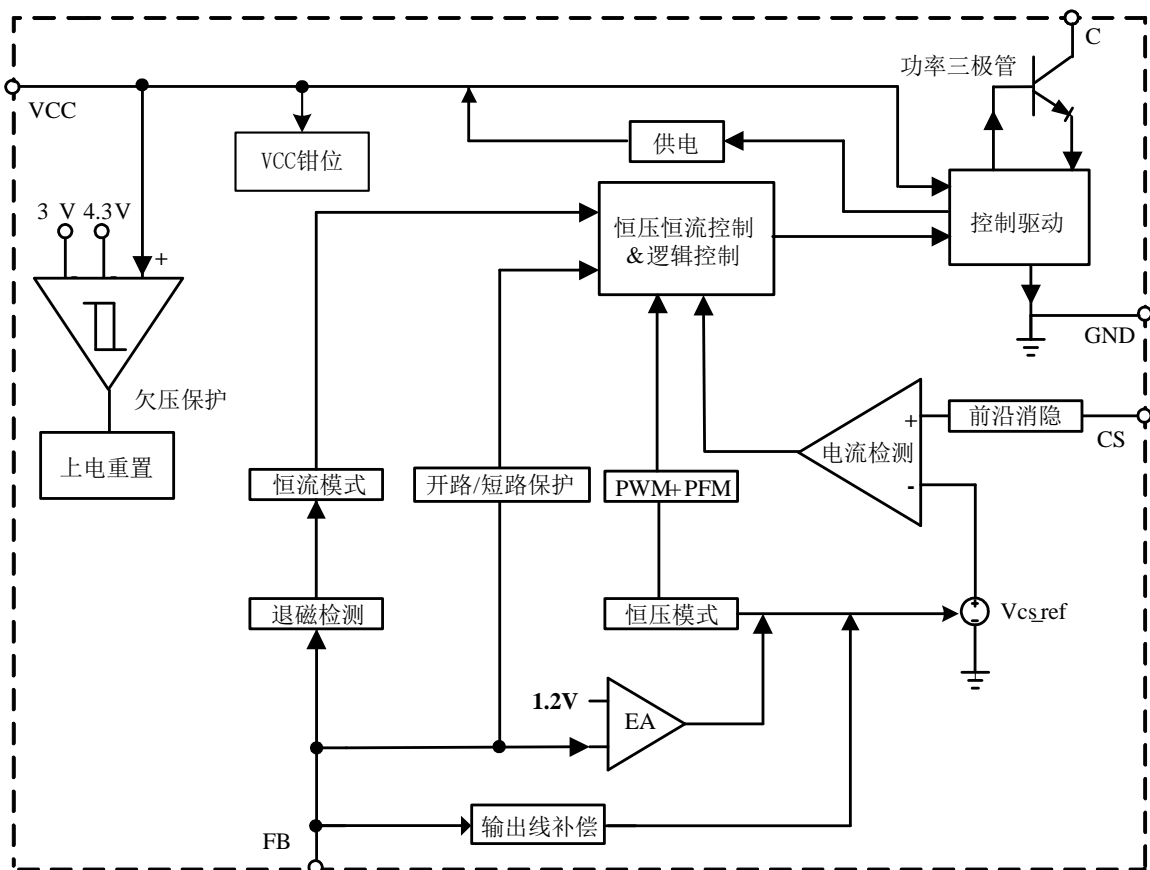 C
功率三极管
VCC
供电
VCC钳位
3 V 4.3V
恒压恒流控制
&逻辑控制
控制驱动
+
-
-
GND
欠压保护
前沿消隐
CS
+
电流检测
-
上电重置
恒流模式
开路/短路保护
PWM+PFM
退磁检测
恒压模式
+
-
Vcs_ref
1.2V
EA
输出线补偿
FB